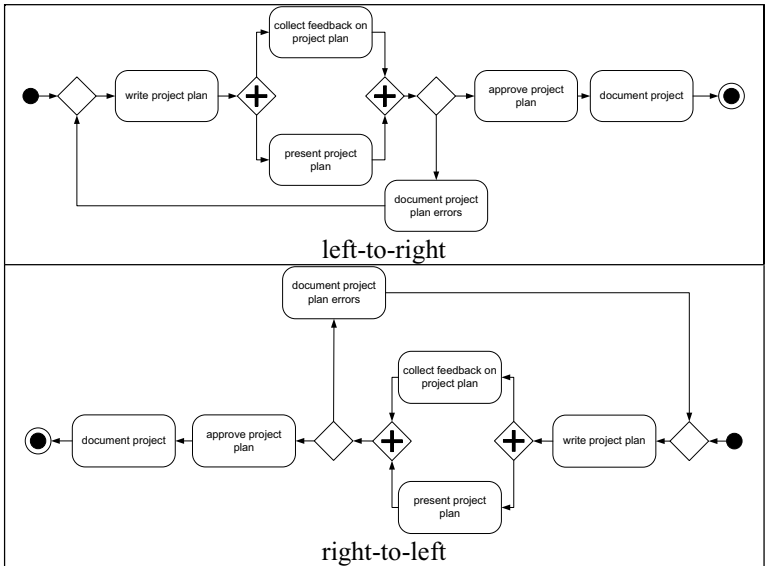 collect feedback on
project plan
write project plan
approve project
plan
document project
present project
plan
document project
plan errors
left-to-right
document project
plan errors
collect feedback on
project plan
document project
approve project
plan
write project plan
present project
plan
right-to-left